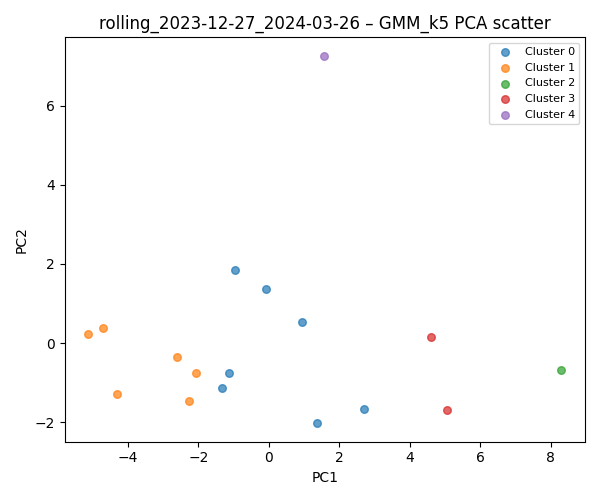 rolling_2023-12-27_2024-03-26 – GMM_k5 PCA scatter
Cluster 0
Cluster 1
Cluster 2
Cluster 3
Cluster 4
PC2
6
4
2
0
−2
−4 −2 0 2 4 6 8
PC1